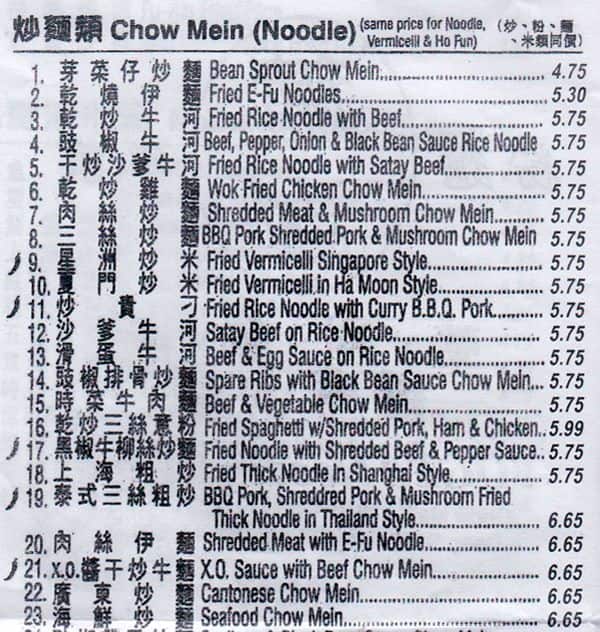 炒麵類 Chow Mein (Noodle) (same price for Noodle, Vermicelli & Ho Fun) (炒、粉、麵、米類同價)
1. 芽菜仔炒麵 Bean Sprout Chow Mein 4.75
2. 乾燒伊麵 Fried E-Fu Noodles 5.30
3. 乾炒牛河 Fried Rice Noodle with Beef 5.75
4. 豉椒牛河 Beef, Pepper, Onion & Black Bean Sauce Rice Noodle 5.75
5. 干炒沙爹牛河 Fried Rice Noodle with Satay Beef 5.75
6. 乾炒雞麵 Wok Fried Chicken Chow Mein 5.75
7. 肉絲炒麵 Shredded Meat & Mushroom Chow Mein 5.75
8. 三絲炒麵 BBQ Pork Shredded Pork & Mushroom Chow Mein 5.75
9. 星洲炒米 Fried Vermicelli Singapore Style 5.75
10. 廈門炒米 Fried Vermicelli in Ha Moon Style 5.75
11. 炒貴刁 Fried Rice Noodle with Curry B.B.Q. Pork 5.75
12. 沙爹牛河 Satay Beef on Rice Noodle 5.75
13. 滑蛋牛河 Beef & Egg Sauce on Rice Noodle 5.75
14. 豉椒排骨炒麵 Spare Ribs with Black Bean Sauce Chow Mein... 5.75
15. 時菜牛肉麵 Beef & Vegetable Chow Mein 5.75
16. 乾炒三絲意粉 Fried Spaghetti w/Shredded Pork, Ham & Chicken.. 5.99
17. 黑椒牛柳絲炒麵 Fried Noodle with Shredded Beef & Pepper Sauce.. 5.75
18. 上海粗炒 Fried Thick Noodle In Shanghai Style 5.75
19. 泰式三絲粗炒 BBQ Pork, Shreddred Pork & Mushroom Fried
Thick Noodle in Thailand Style 6.65
20. 肉絲伊麵 Shredded Meat with E-Fu Noodle 6.65
21. X.O.醬干炒牛麵 X.O. Sauce with Beef Chow Mein 6.65
22. 廣東炒麵 Cantonese Chow Mein 6.65
23. 海鮮炒麵 Seafood Chow Mein 6.65